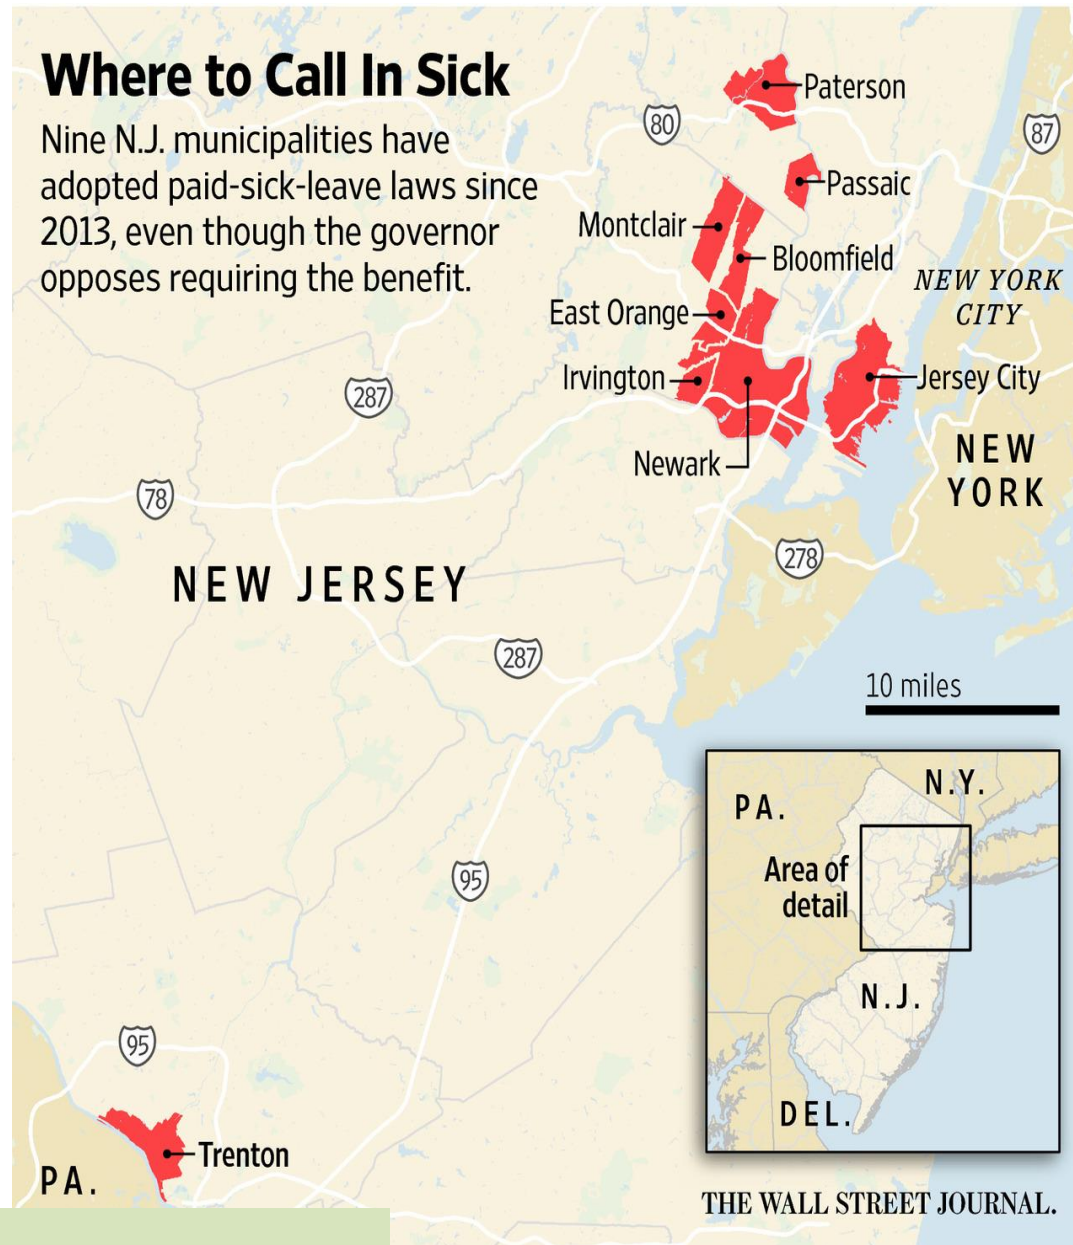 Where to Call In Sick
Nine N.J. municipalities have
adopted paid-sick-leave laws since
2013, even though the governor
opposes requiring the benefit.
Paterson
80
87
Passaic
Montclair
Bloomfield
NEW YORK
CITY
East Orange
Irvington
Jersey City
287
NEW
YORK
Newark
78
278
NEW JERSEY
287
10 miles
N.Y.
PA.
Area of
detail
95
N.J.
95
DEL.
Trenton
PA.
THE WALL STREET JOURNAL.